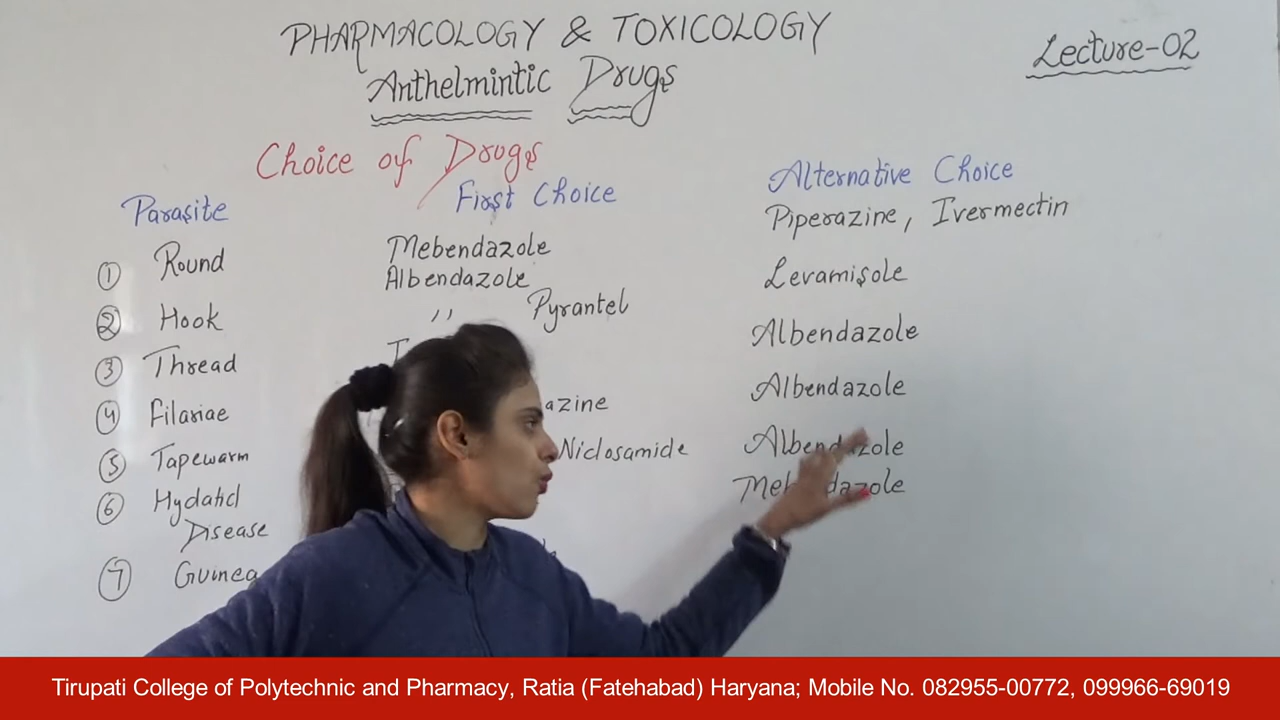 PHARMACOLOGY & TOXICOLOGY
Anthelmintic Drugs
Lecture-02
Choice of Drugs
Parasite First Choice Alternative Choice
Piperazine, Ivermectin
① Round Mebendazole
Albendazole Levamisole
② Hook ,, Pyrantel Albendazole
③ Thread Albendazole
④ Filariae azine
⑤ Tapewarm Niclosamide Albendazole
⑥ Hydatid Mebendazole
Disease
⑦ Guinea
Tirupati College of Polytechnic and Pharmacy, Ratia (Fatehabad) Haryana; Mobile No. 082955-00772, 099966-69019